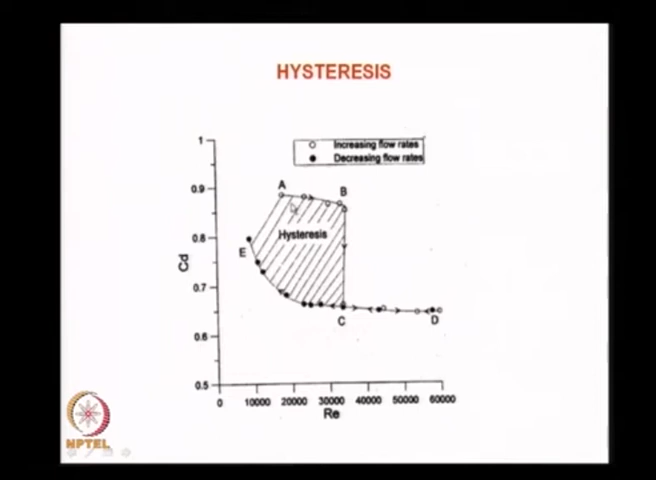 HYSTERESIS
Increasing flow rates
Decreasing flow rates
1
0.9
0.8
0.7
0.6
0.5
Cd
A
B
Hysteresis
E
C
D
0
10000
20000
30000
40000
50000
60000
Re
NPTEL